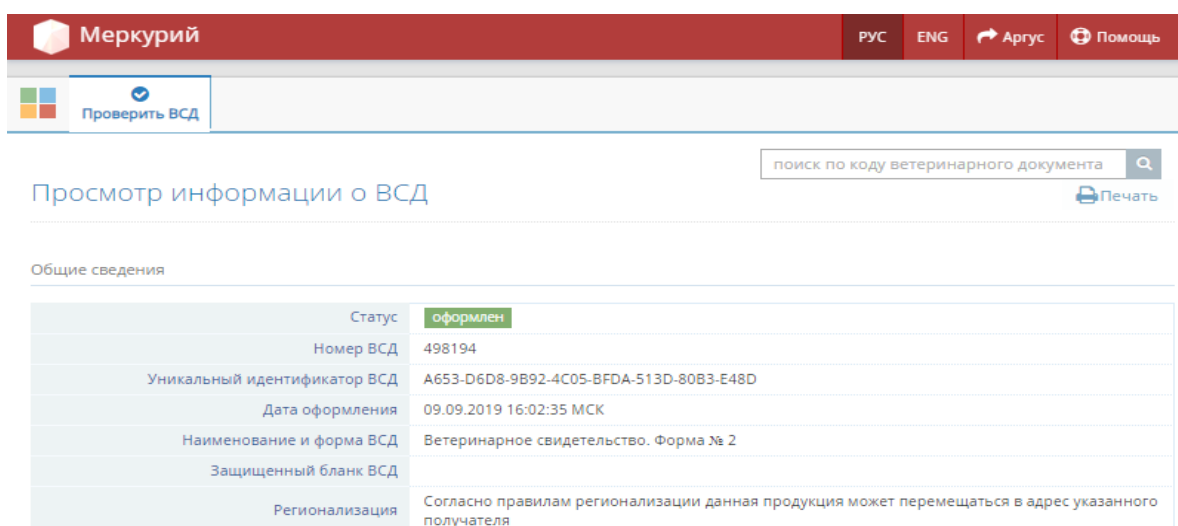 Меркурий
РУС ENG Аргус Помощь
Проверить ВСД
поиск по коду ветеринарного документа
Просмотр информации о ВСД
Печать
Общие сведения
Статус оформлен
Номер ВСД 498194
Уникальный идентификатор ВСД A653-D6D8-9B92-4C05-BFDA-513D-80B3-E48D
Дата оформления 09.09.2019 16:02:35 МСК
Наименование и форма ВСД Ветеринарное свидетельство. Форма № 2
Защищенный бланк ВСД
Регионализация Согласно правилам регионализации данная продукция может перемещаться в адрес указанного
получателя